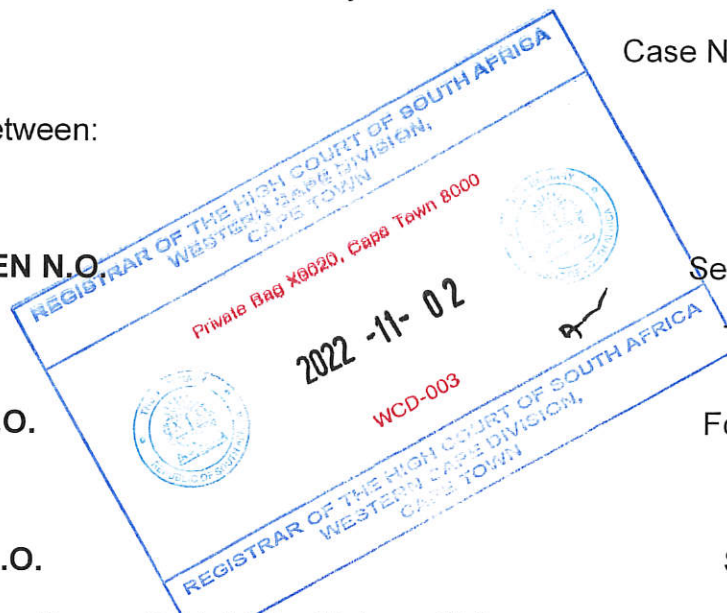 Case N
etween:
REGISTRAR OF THE HIGH COURT OF SOUTH AFRICA
WESTERN CAPE DIVISION,
CAPE TOWN
EN N.O.
Private Bag X9020, Cape Town 8000
Se
2022 -11- 02
WCD-003
.O.
Fo
REGISTRAR OF THE HIGH COURT OF SOUTH AFRICA
WESTERN CAPE DIVISION,
CAPE TOWN
.O.
S